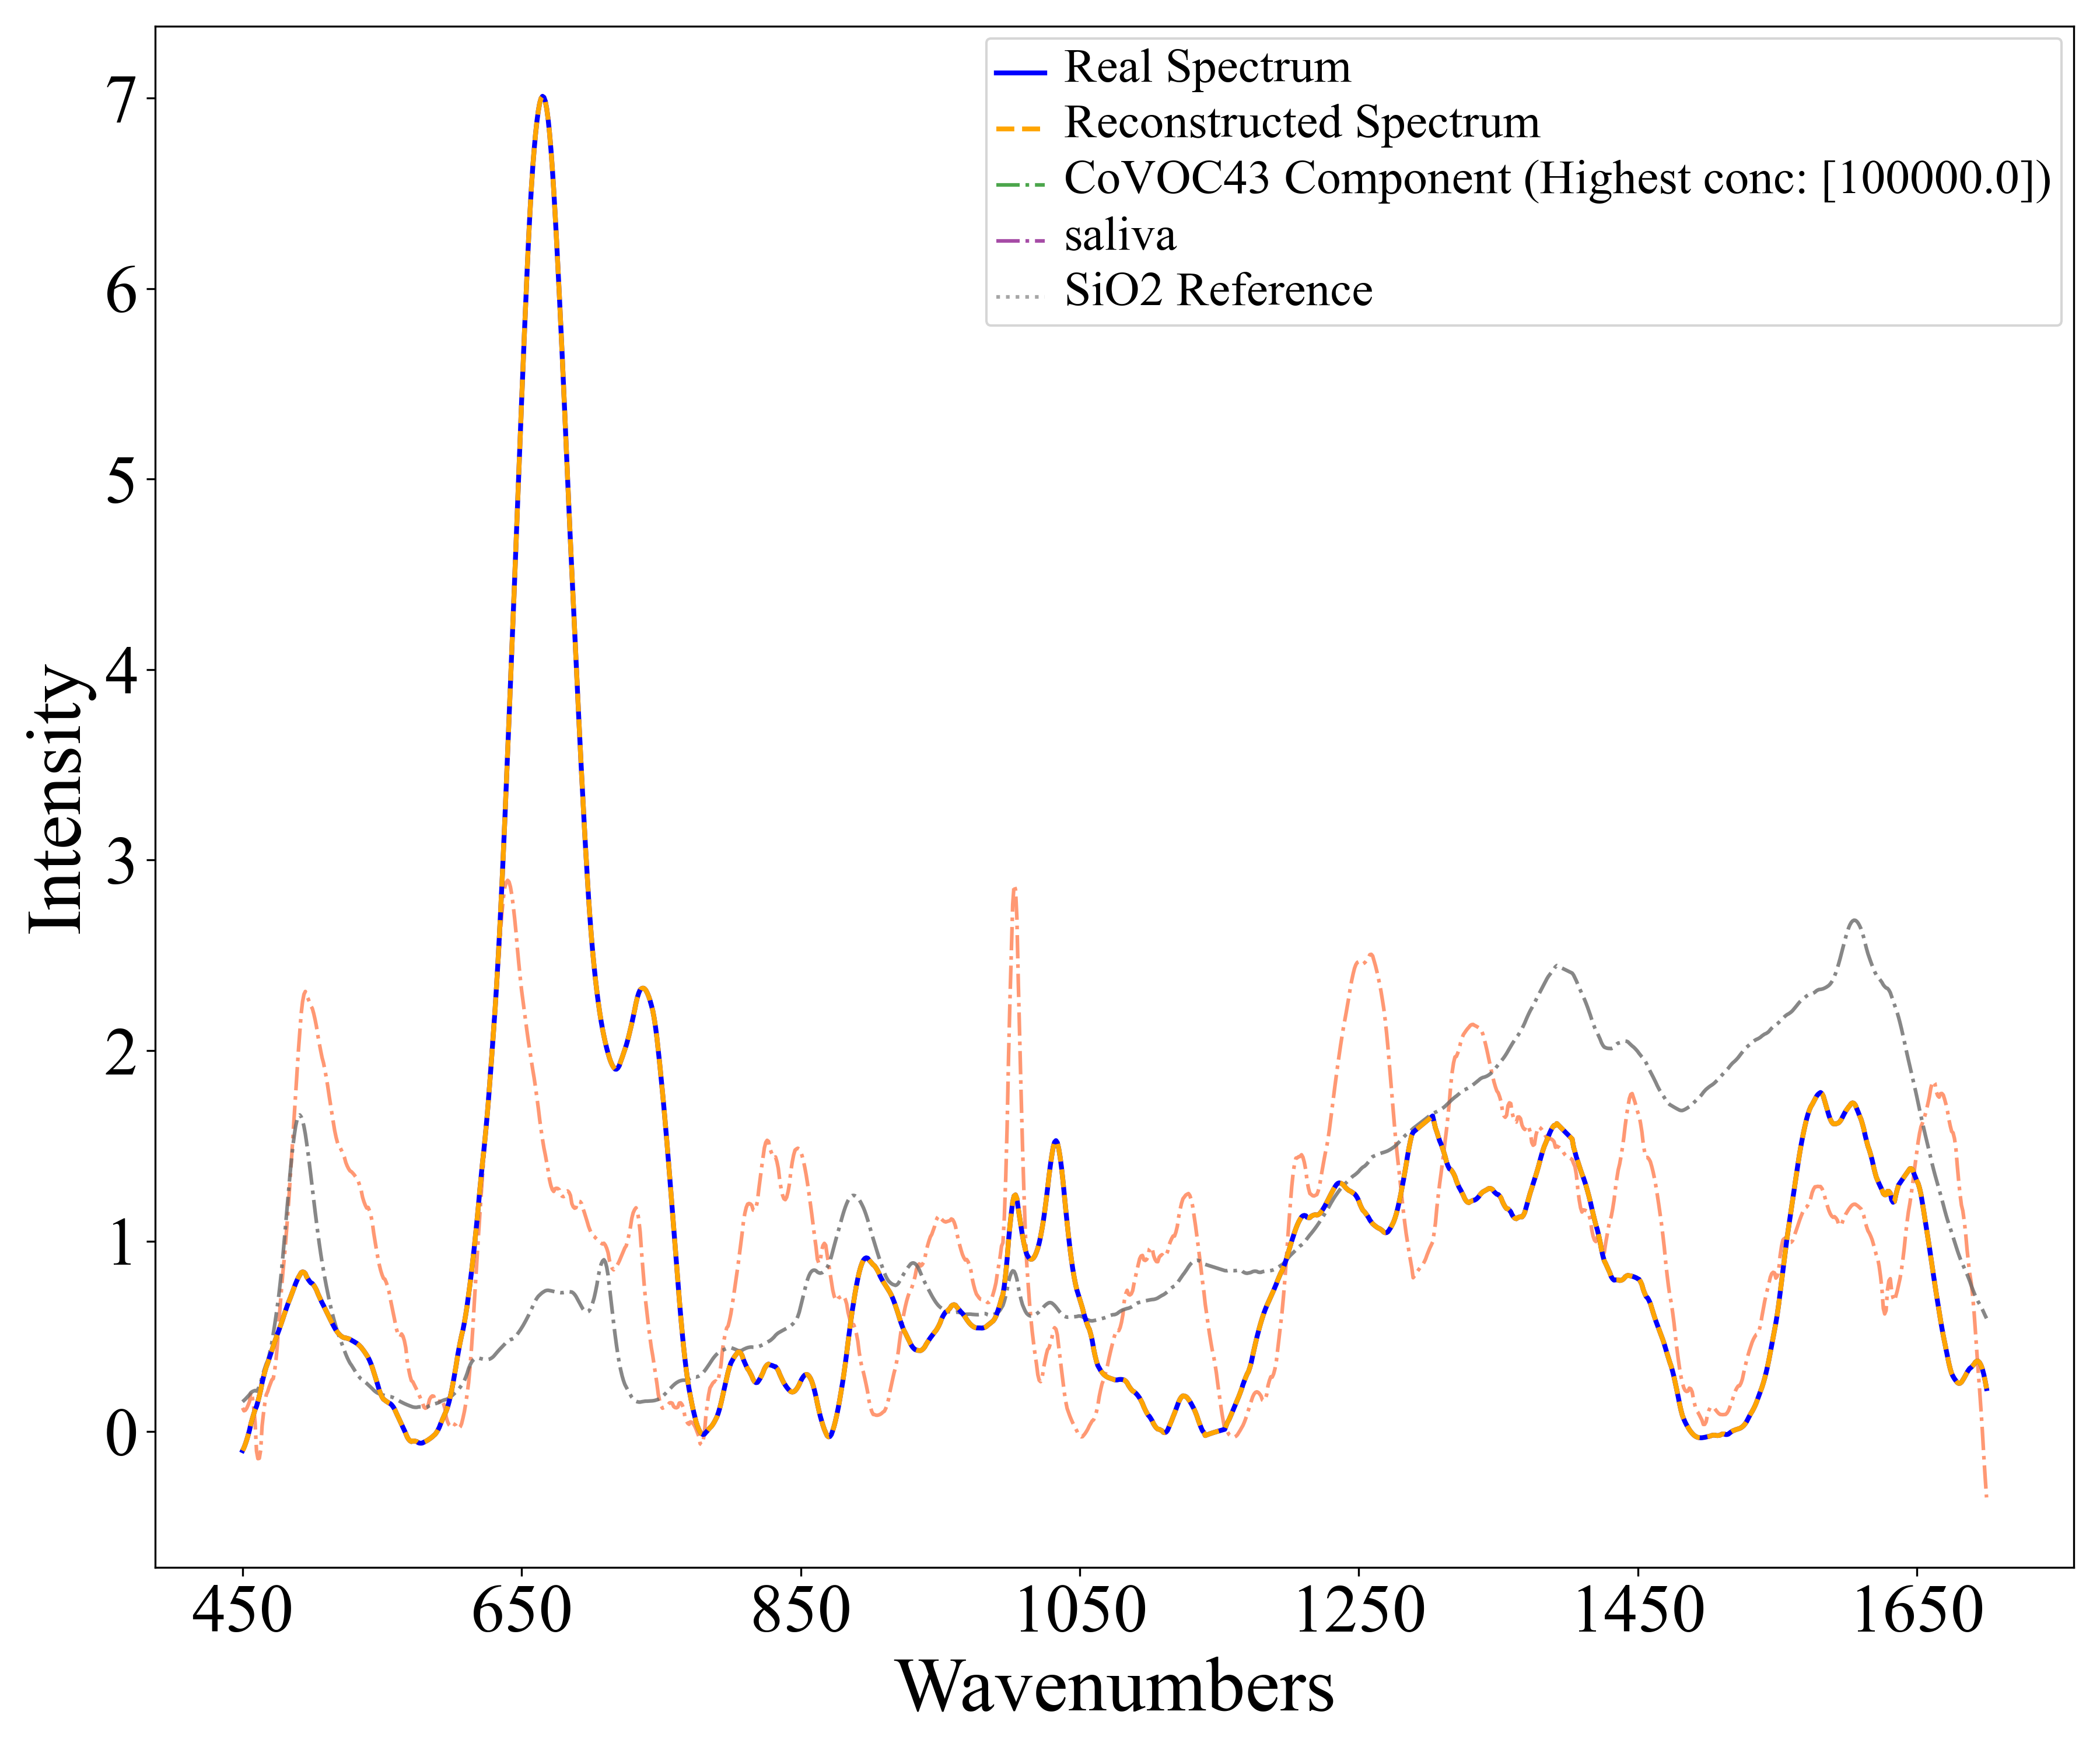 Real Spectrum
Reconstructed Spectrum
CoVOC43 Component (Highest conc: [100000.0])
saliva
SiO2 Reference
7
6
5
4
3
2
1
0
Intensity
450 650 850 1050 1250 1450 1650
Wavenumbers